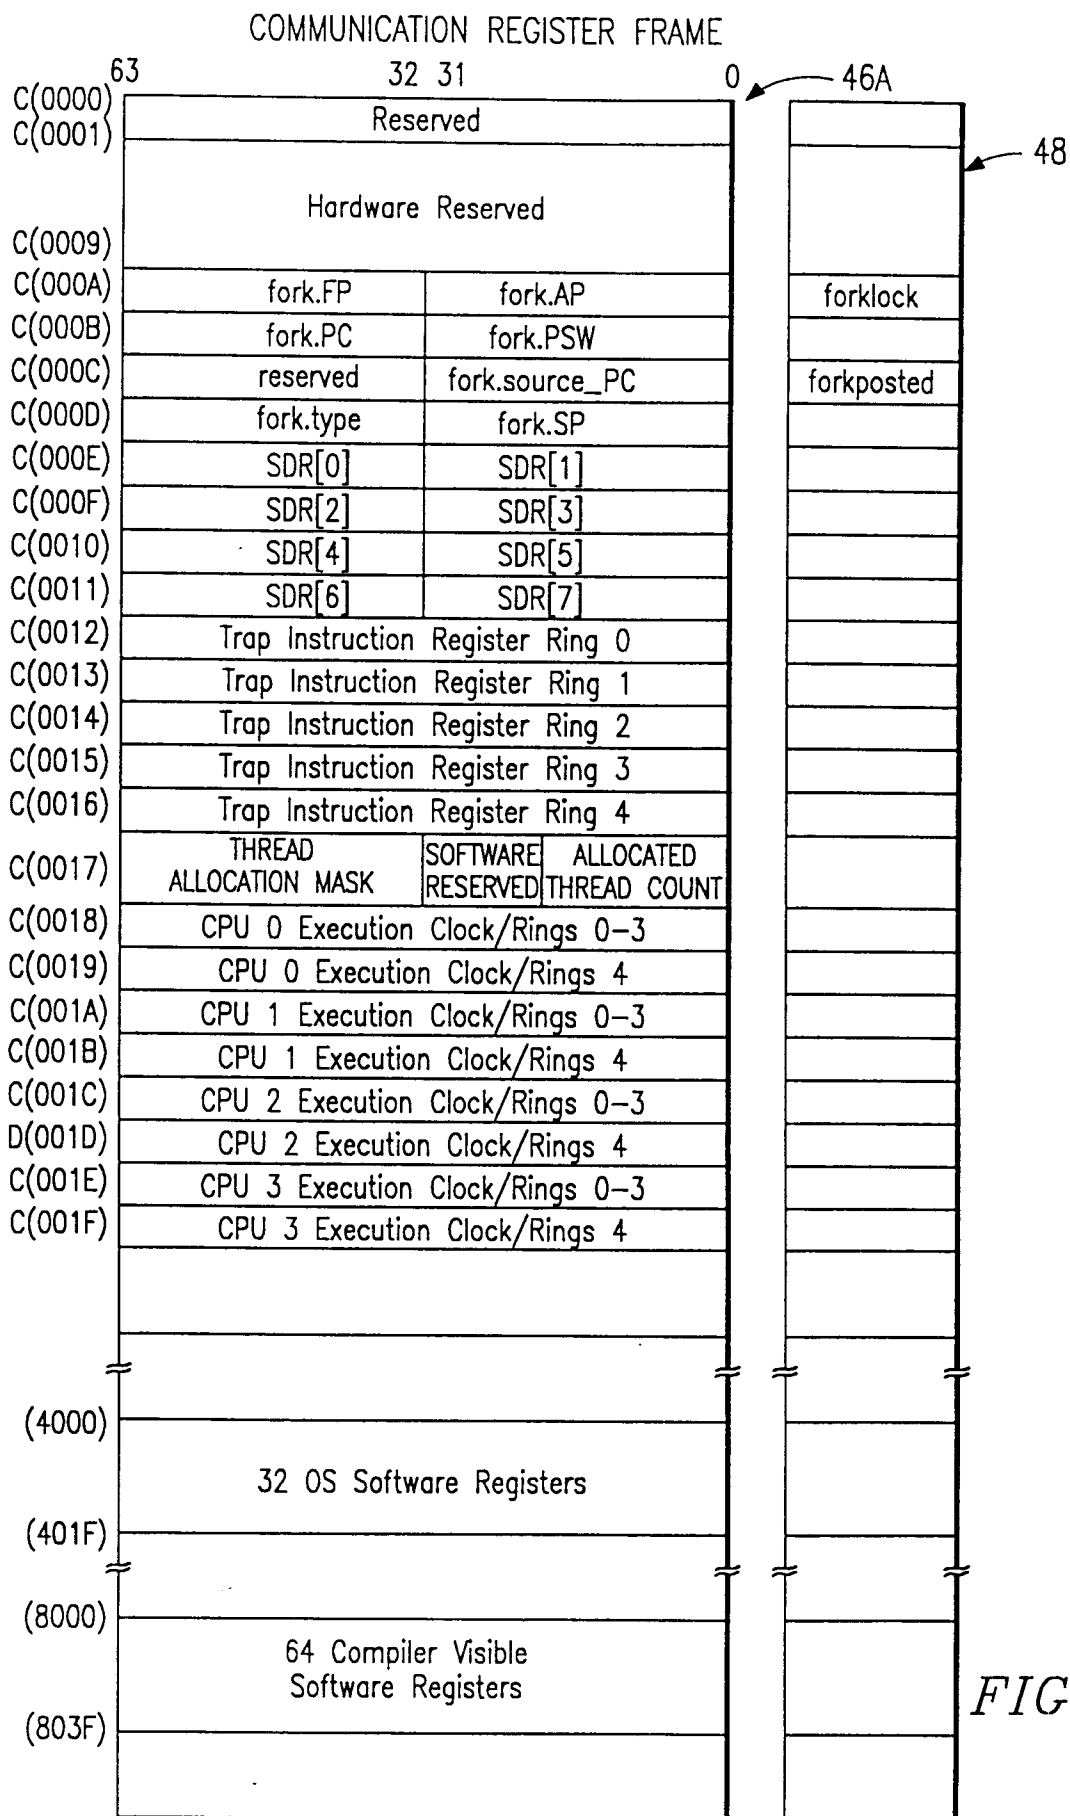 COMMUNICATION REGISTER FRAME
63 32 31 0 46A
C(0000) Reserved
C(0001)
48
Hardware Reserved
C(0009)
C(000A) fork.FP fork.AP forklock
C(000B) fork.PC fork.PSW
C(000C) reserved fork.source_PC forkposted
C(000D) fork.type fork.SP
C(000E) SDR[0] SDR[1]
C(000F) SDR[2] SDR[3]
C(0010) SDR[4] SDR[5]
C(0011) SDR[6] SDR[7]
C(0012) Trap Instruction Register Ring 0
C(0013) Trap Instruction Register Ring 1
C(0014) Trap Instruction Register Ring 2
C(0015) Trap Instruction Register Ring 3
C(0016) Trap Instruction Register Ring 4
C(0017) THREAD ALLOCATION MASK SOFTWARE RESERVED ALLOCATED THREAD COUNT
C(0018) CPU 0 Execution Clock/Rings 0-3
C(0019) CPU 0 Execution Clock/Rings 4
C(001A) CPU 1 Execution Clock/Rings 0-3
C(001B) CPU 1 Execution Clock/Rings 4
C(001C) CPU 2 Execution Clock/Rings 0-3
D(001D) CPU 2 Execution Clock/Rings 4
C(001E) CPU 3 Execution Clock/Rings 0-3
C(001F) CPU 3 Execution Clock/Rings 4
(4000)
32 OS Software Registers
(401F)
(8000)
64 Compiler Visible
Software Registers
(803F)
FIG